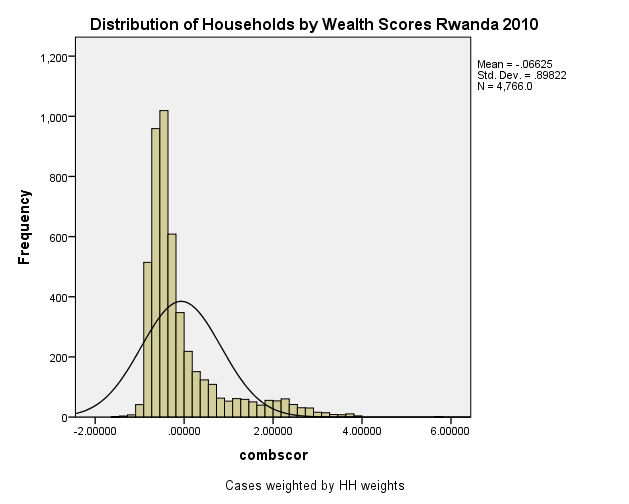 Distribution of Households by Wealth Scores Rwanda 2010
Mean = -.06625
Std. Dev. = .89822
N = 4,766.0
1,200
1,000
800
600
400
200
0
Frequency
-2.00000 .00000 2.00000 4.00000 6.00000
combscor
Cases weighted by HH weights